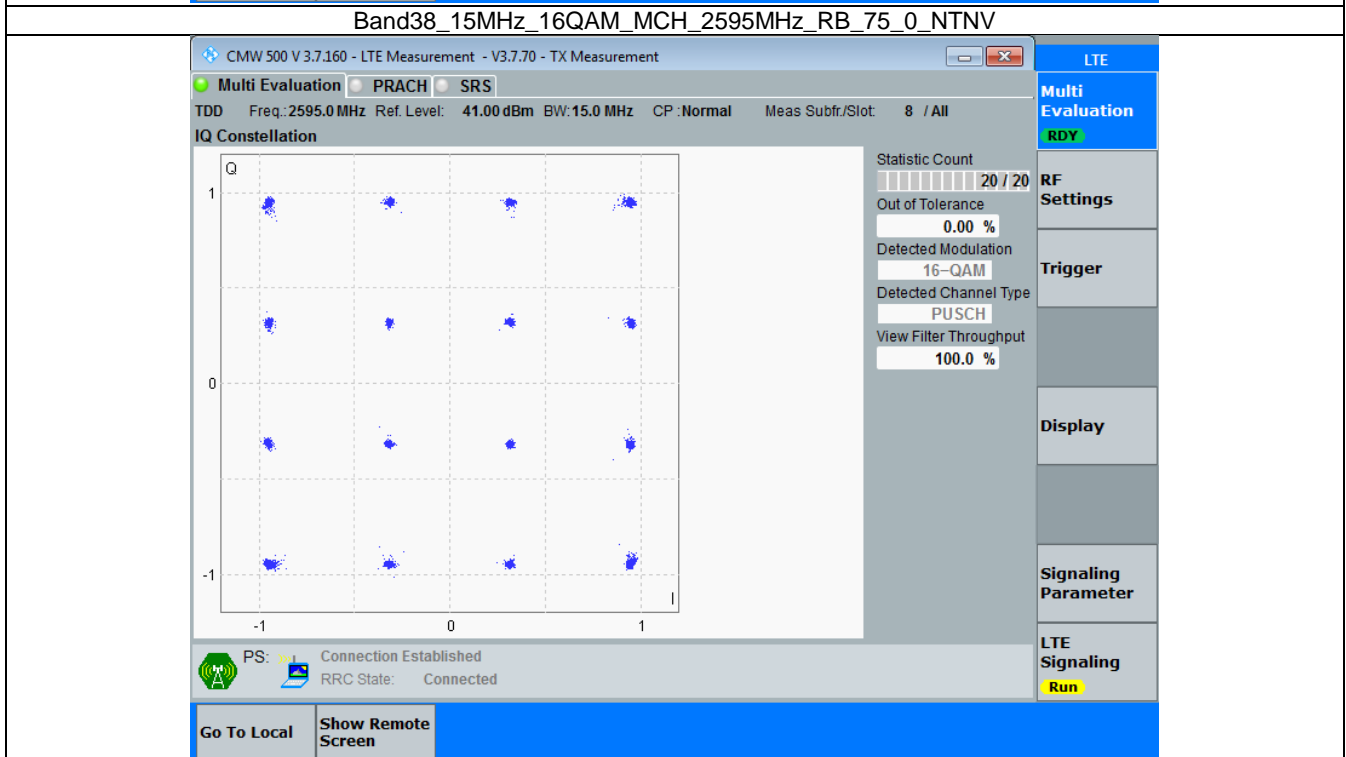 Band38_15MHz_16QAM_MCH_2595MHz_RB_75_0_NTNV
CMW 500 V 3.7.160 - LTE Measurement - V3.7.70 - TX Measurement
LTE
Multi Evaluation PRACH SRS
TDD Freg.:2595.0 MHz Ref. Level: 41.00 dBm BW:15.0 MHz CP :Normal Meas Subfr./Slot: 8 / All
IQ Constellation
Q
1
0
-1
I
-1 0 1
Statistic Count
20 / 20
Out of Tolerance
0.00 %
Detected Modulation
16-QAM
Detected Channel Type
PUSCH
View Filter Throughput
100.0 %
Multi
Evaluation
RDY
RF
Settings
Trigger
Display
Signaling
Parameter
LTE
Signaling
Run
PS:
Connection Established
RRC State: Connected
Go To Local
Show Remote
Screen